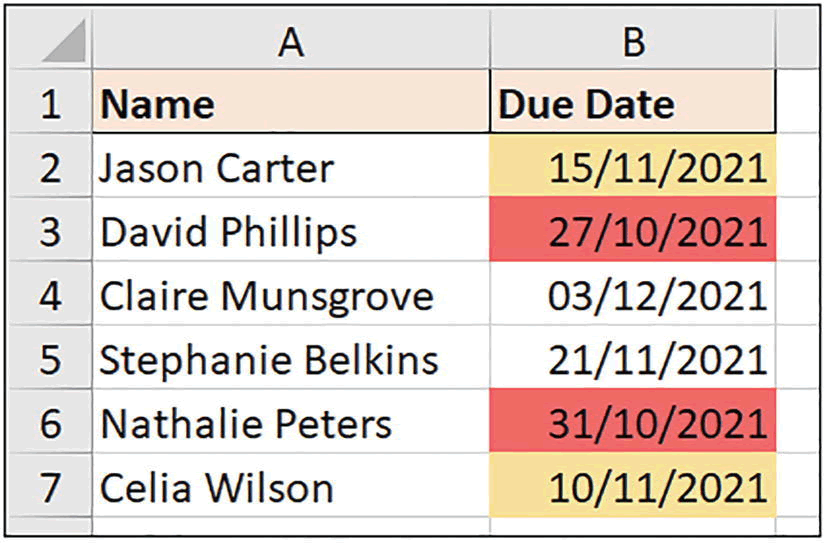 A B
1 Name Due Date
2 Jason Carter 15/11/2021
3 David Phillips 27/10/2021
4 Claire Munsgrove 03/12/2021
5 Stephanie Belkins 21/11/2021
6 Nathalie Peters 31/10/2021
7 Celia Wilson 10/11/2021